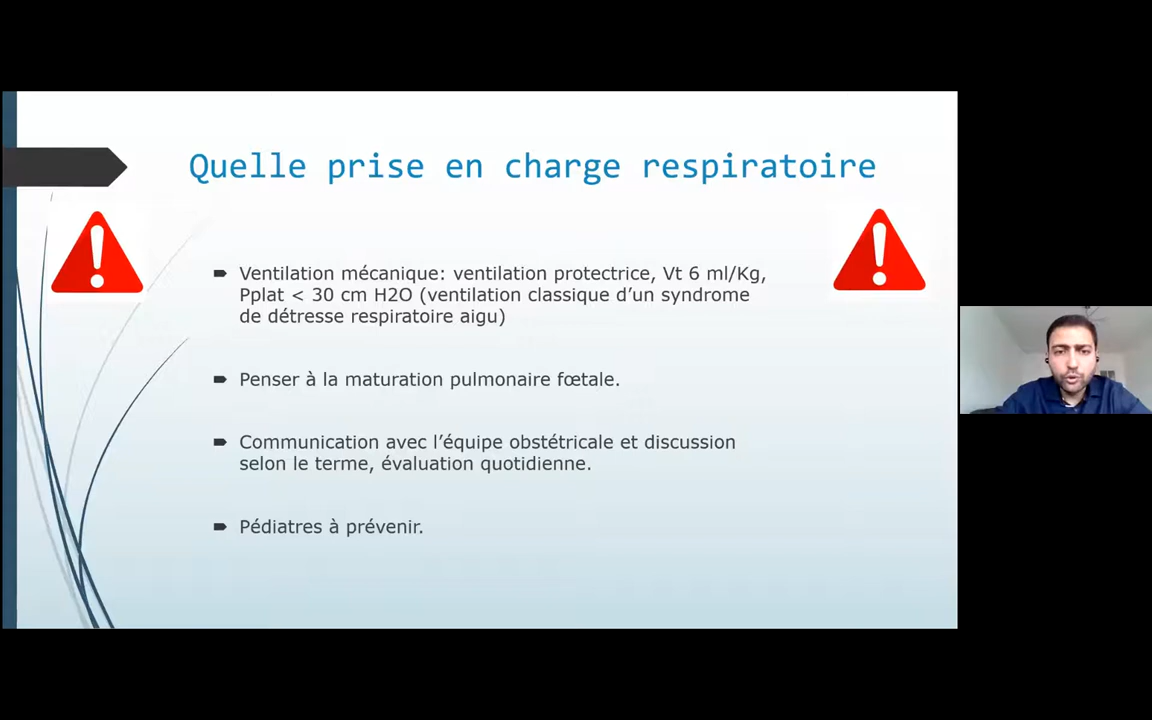 Quelle prise en charge respiratoire
Ventilation mécanique: ventilation protectrice, Vt 6 ml/Kg,
Pplat < 30 cm H2O (ventilation classique d’un syndrome
de détresse respiratoire aigu)
Penser à la maturation pulmonaire fœtale.
Communication avec l’équipe obstétricale et discussion
selon le terme, évaluation quotidienne.
Pédiatres à prévenir.